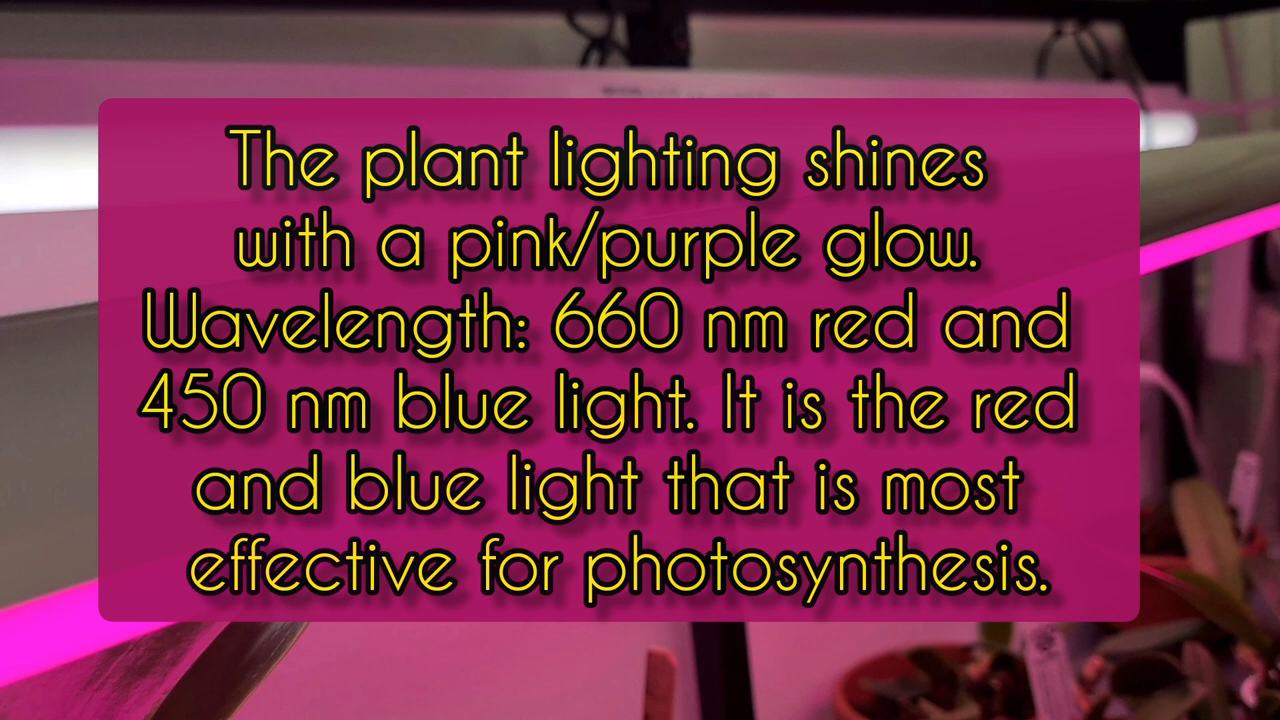 The plant lighting shines
with a pink/purple glow.
Wavelength: 660 nm red and
450 nm blue light. It is the red
and blue light that is most
effective for photosynthesis.